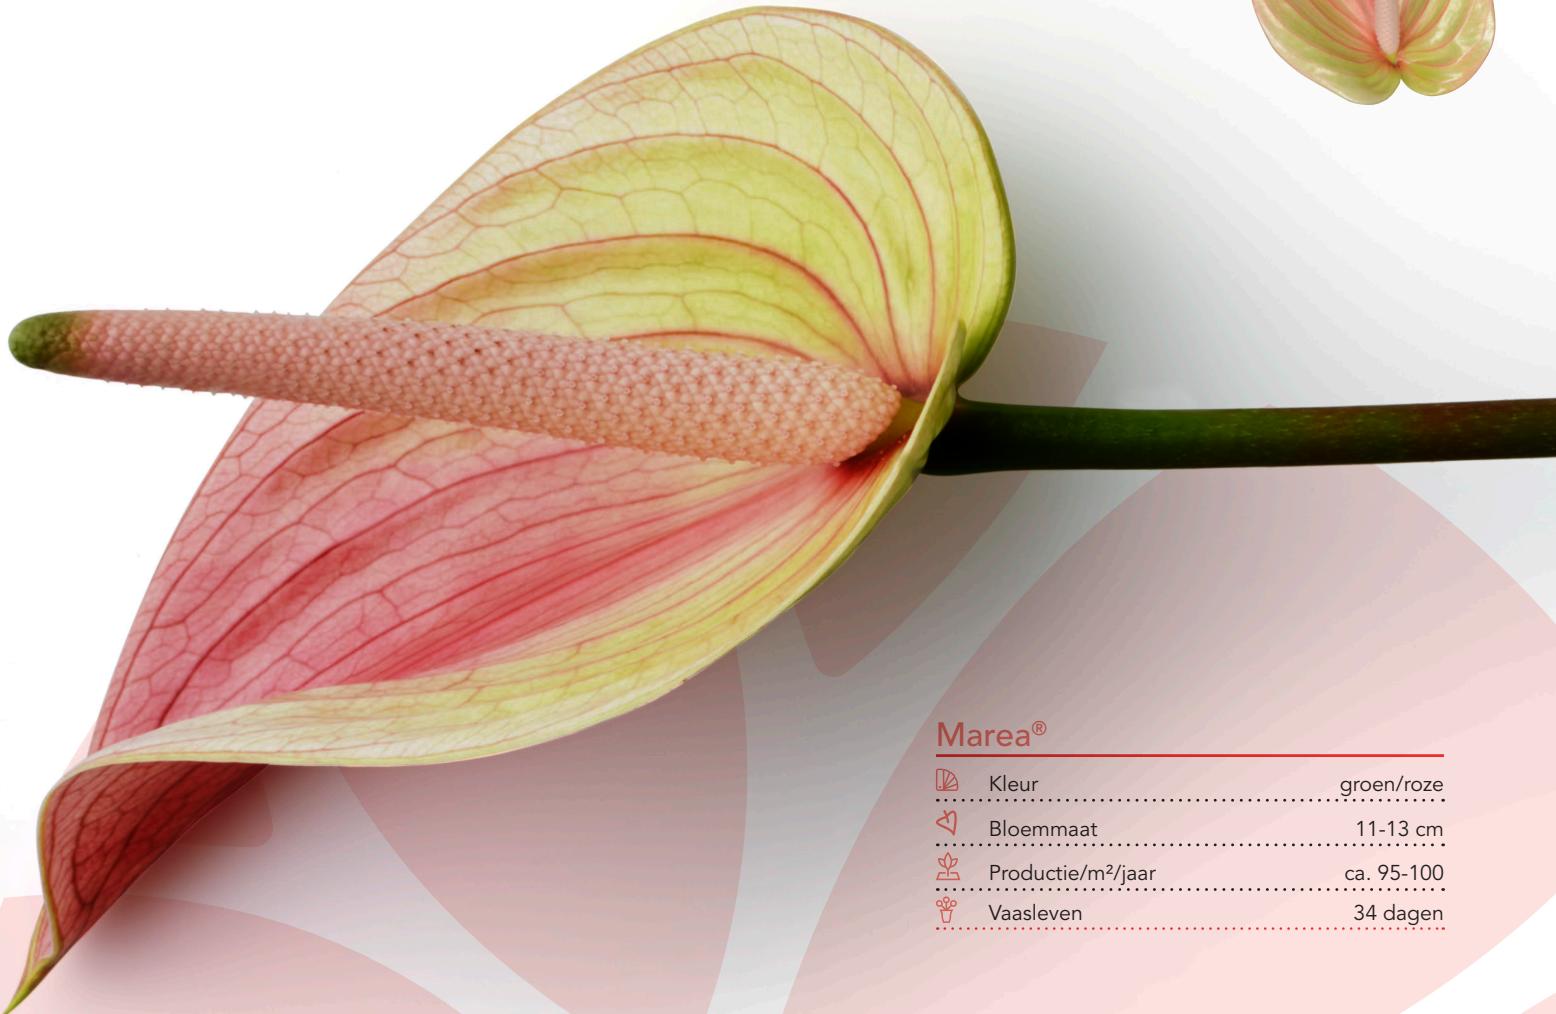 Marea®
Kleur groen/roze
Bloemmaat 11-13 cm
Productie/m²/jaar ca. 95-100
Vaasleven 34 dagen